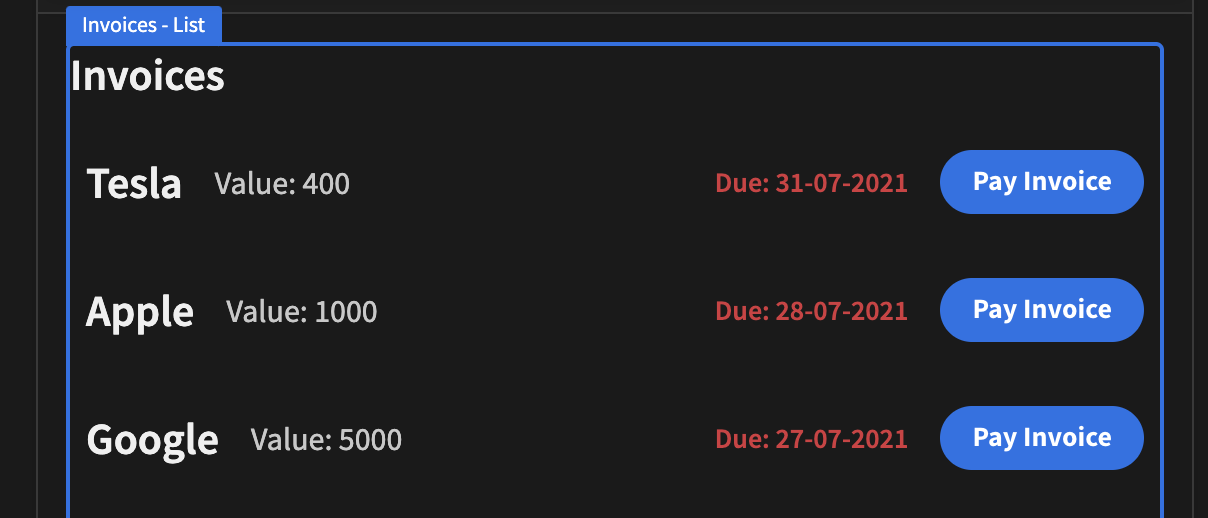 Invoices - List
Invoices
Tesla Value: 400 Due: 31-07-2021 Pay Invoice
Apple Value: 1000 Due: 28-07-2021 Pay Invoice
Google Value: 5000 Due: 27-07-2021 Pay Invoice